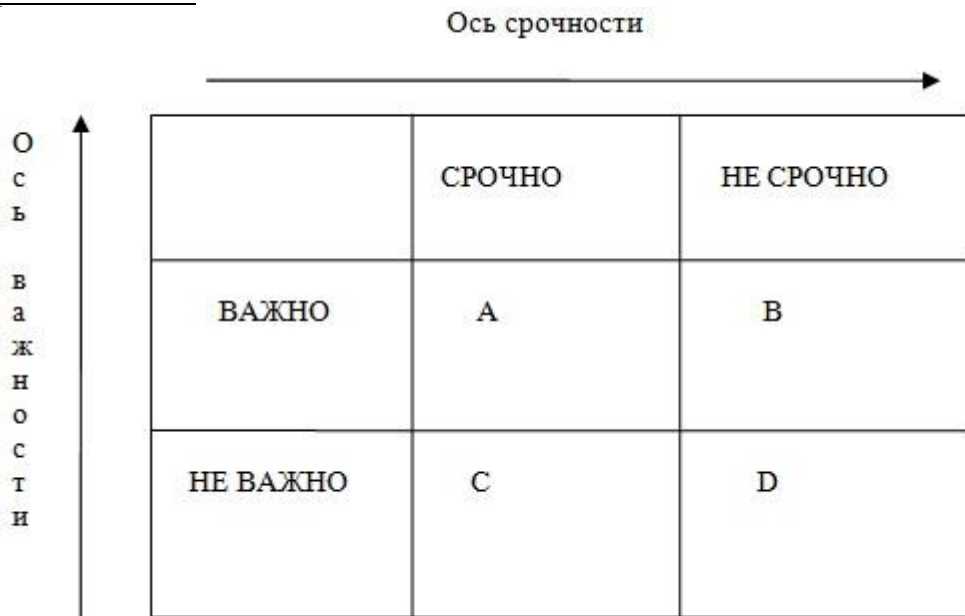 Ось срочности
Ось важности
СРОЧНО НЕ СРОЧНО
ВАЖНО A B
НЕ ВАЖНО C D